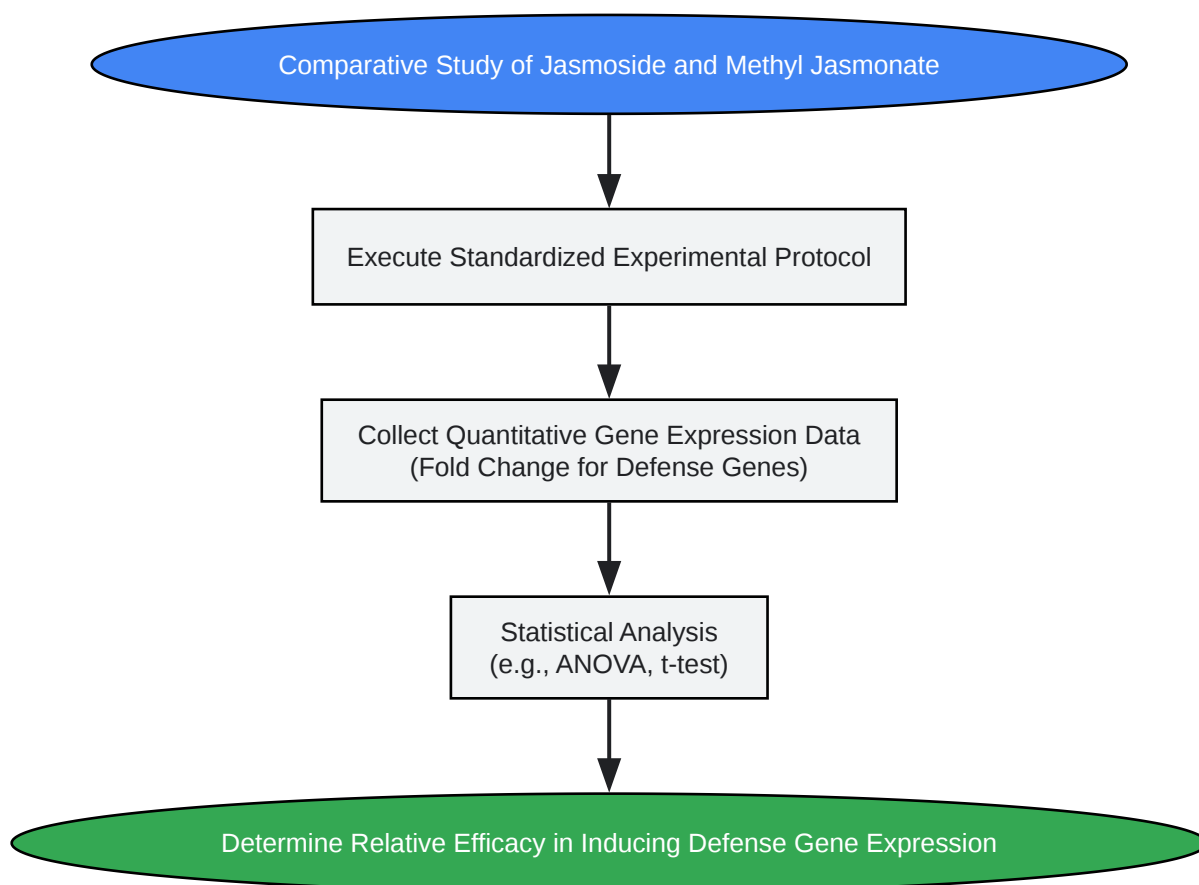 Comparative Study of Jasmoside and Methyl Jasmonate
Execute Standardized Experimental Protocol
Collect Quantitative Gene Expression Data
(Fold Change for Defense Genes)
Statistical Analysis
(e.g., ANOVA, t-test)
Determine Relative Efficacy in Inducing Defense Gene Expression